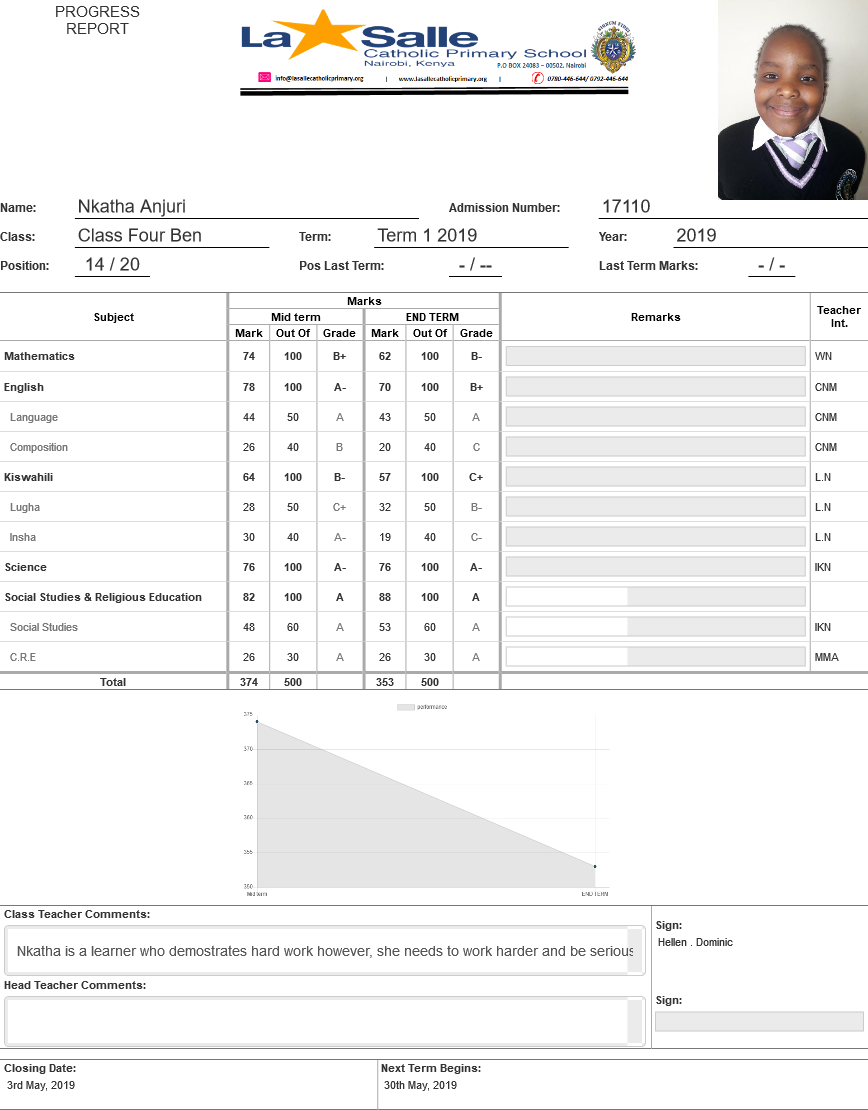 PROGRESS
REPORT
La Salle
Catholic Primary School
Nairobi, Kenya
P.O BOX 24083 – 00502, Nairobi
info@lasallecatholicprimary.org | www.lasallecatholicprimary.org | 0780-446-644/ 0792-446-644
Name: Nkatha Anjuri Admission Number: 17110
Class: Class Four Ben Term: Term 1 2019 Year: 2019
Position: 14 / 20 Pos Last Term: - / -- Last Term Marks: - / -
Marks
Subject Mid term END TERM Remarks Teacher Int.
Mark Out Of Grade Mark Out Of Grade
Mathematics 74 100 B+ 62 100 B- WN
English 78 100 A- 70 100 B+ CNM
Language 44 50 A 43 50 A CNM
Composition 26 40 B 20 40 C CNM
Kiswahili 64 100 B- 57 100 C+ L.N
Lugha 28 50 C+ 32 50 B- L.N
Insha 30 40 A- 19 40 C- L.N
Science 76 100 A- 76 100 A- IKN
Social Studies & Religious Education 82 100 A 88 100 A
Social Studies 48 60 A 53 60 A IKN
C.R.E 26 30 A 26 30 A MMA
Total 374 500 353 500
performance
375
370
365
360
355
350
Mid term END TERM
Class Teacher Comments:
Nkatha is a learner who demostrates hard work however, she needs to work harder and be serious
Sign:
Hellen . Dominic
Head Teacher Comments:
Sign:
Closing Date: Next Term Begins:
3rd May, 2019 30th May, 2019